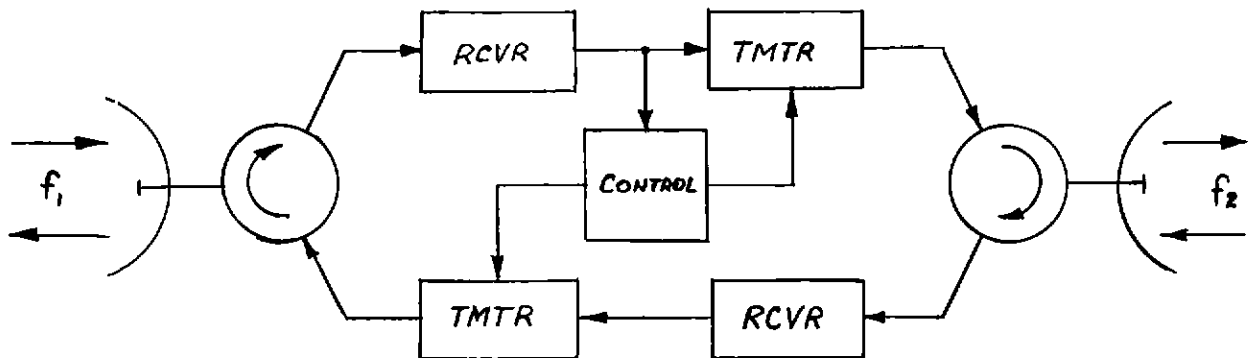 RCVR
TMTR
f₁
CONTROL
f₂
TMTR
RCVR